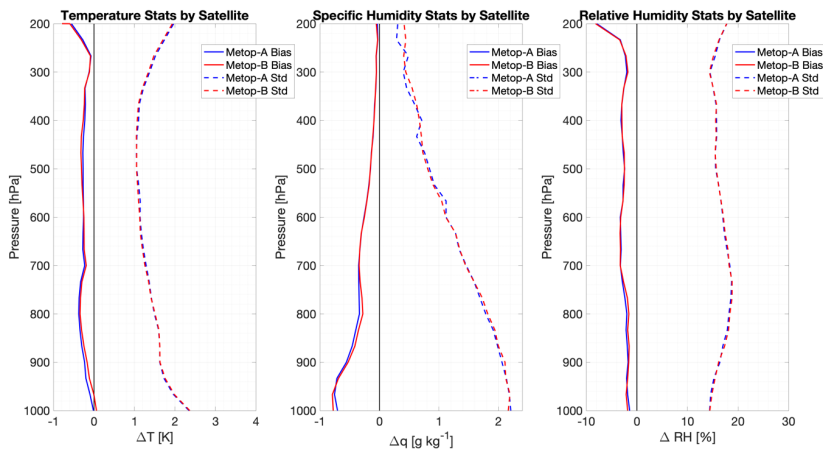 Temperature Stats by Satellite
200
300
400
500
600
700
800
900
1000
Pressure [hPa]
-1
0
1
2
3
4
ΔT [K]
Metop-A Bias
Metop-B Bias
Metop-A Std
Metop-B Std
Specific Humidity Stats by Satellite
200
300
400
500
600
700
800
900
1000
Pressure [hPa]
-1
0
1
2
Δq [g kg⁻¹]
Metop-A Bias
Metop-B Bias
Metop-A Std
Metop-B Std
Relative Humidity Stats by Satellite
200
300
400
500
600
700
800
900
1000
Pressure [hPa]
-10
0
10
20
30
Δ RH [%]
Metop-A Bias
Metop-B Bias
Metop-A Std
Metop-B Std